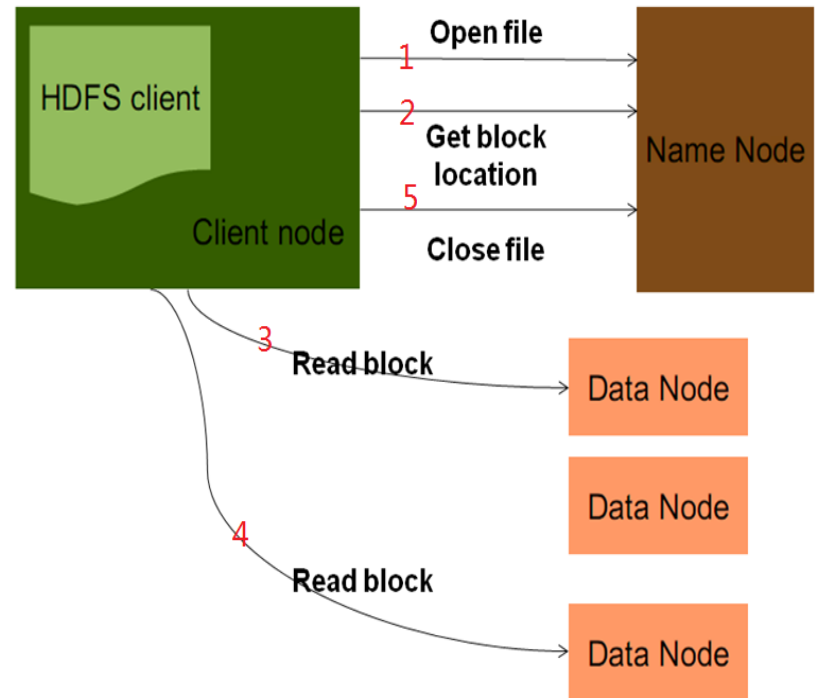 Open file
1
HDFS client
2
Get block
location
Name Node
5
Client node
Close file
3
Read block
Data Node
Data Node
4
Read block
Data Node